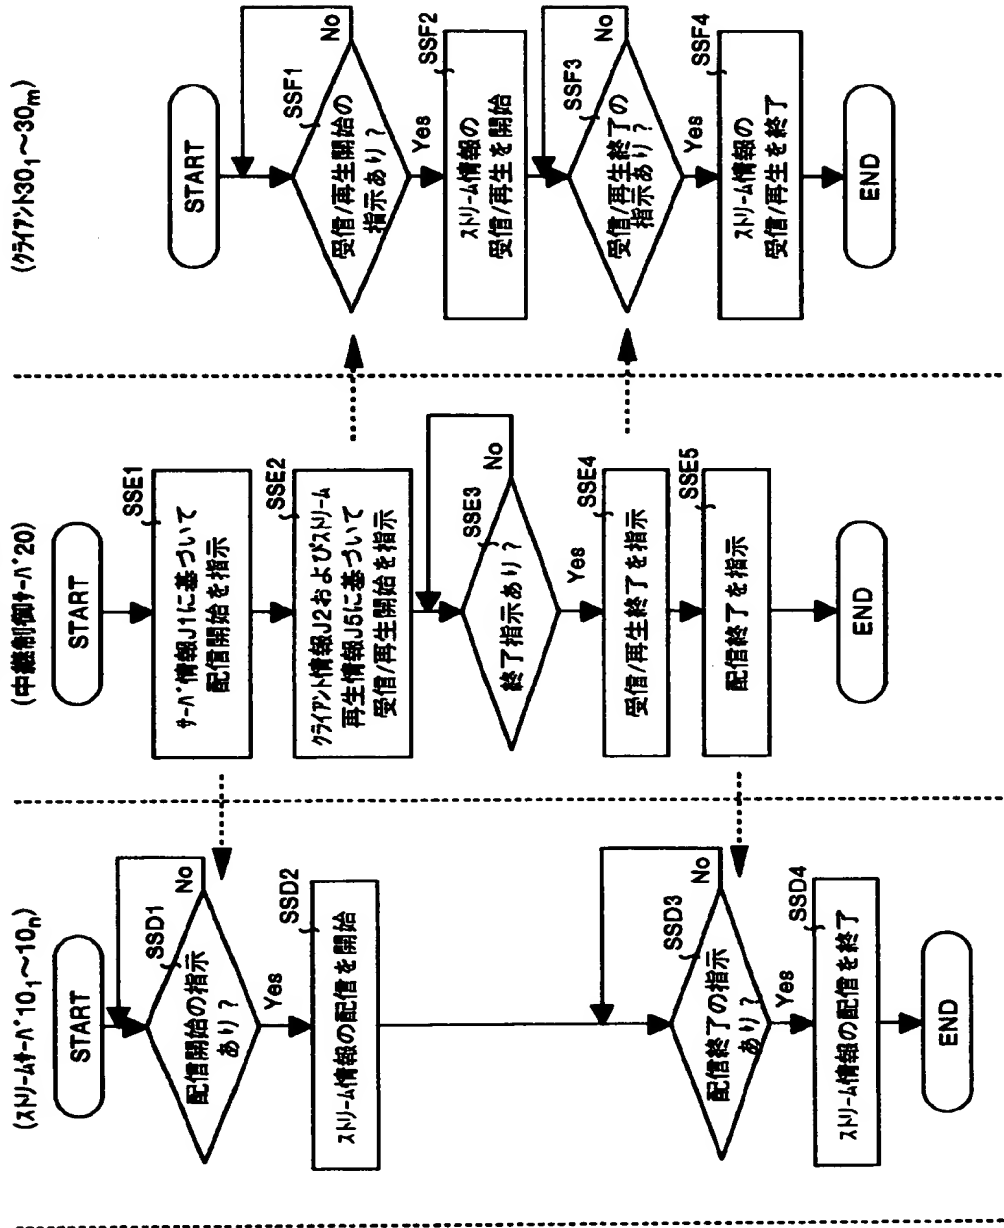 (ストリームサーバ10₁～10ₙ)
START
SSD1
配信開始の指示
あり？
No
Yes
SSD2
ストリーム情報の配信を開始
SSD3
配信終了の指示
あり？
No
Yes
SSD4
ストリーム情報の配信を終了
END
(中継制御サーバ20)
START
SSE1
サーバ情報J1に基づいて
配信開始を指示
SSE2
クライアント情報J2およびストリーム
再生情報J5に基づいて
受信/再生開始を指示
SSE3
終了指示あり？
No
Yes
SSE4
受信/再生終了を指示
SSE5
配信終了を指示
END
(クライアント30₁～30ₘ)
START
SSF1
受信/再生開始の
指示あり？
No
Yes
SSF2
ストリーム情報の
受信/再生を開始
SSF3
受信/再生終了の
指示あり？
No
Yes
SSF4
ストリーム情報の
受信/再生を終了
END